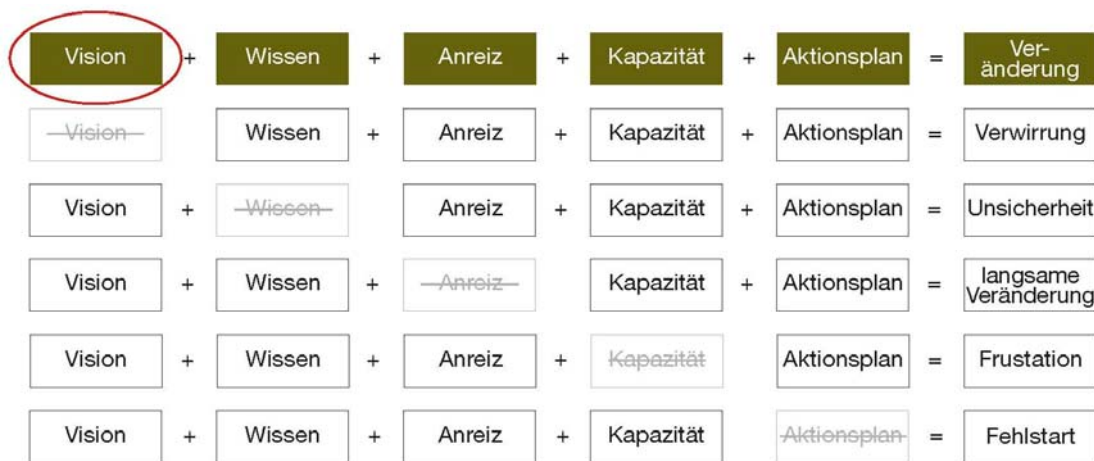 Vision + Wissen + Anreiz + Kapazität + Aktionsplan = Ver-
änderung
Vision Wissen + Anreiz + Kapazität + Aktionsplan = Verwirrung
Vision + Wissen Anreiz + Kapazität + Aktionsplan = Unsicherheit
Vision + Wissen + Anreiz Kapazität + Aktionsplan = langsame
Veränderung
Vision + Wissen + Anreiz + Kapazität Aktionsplan = Frustation
Vision + Wissen + Anreiz + Kapazität Aktionsplan = Fehlstart